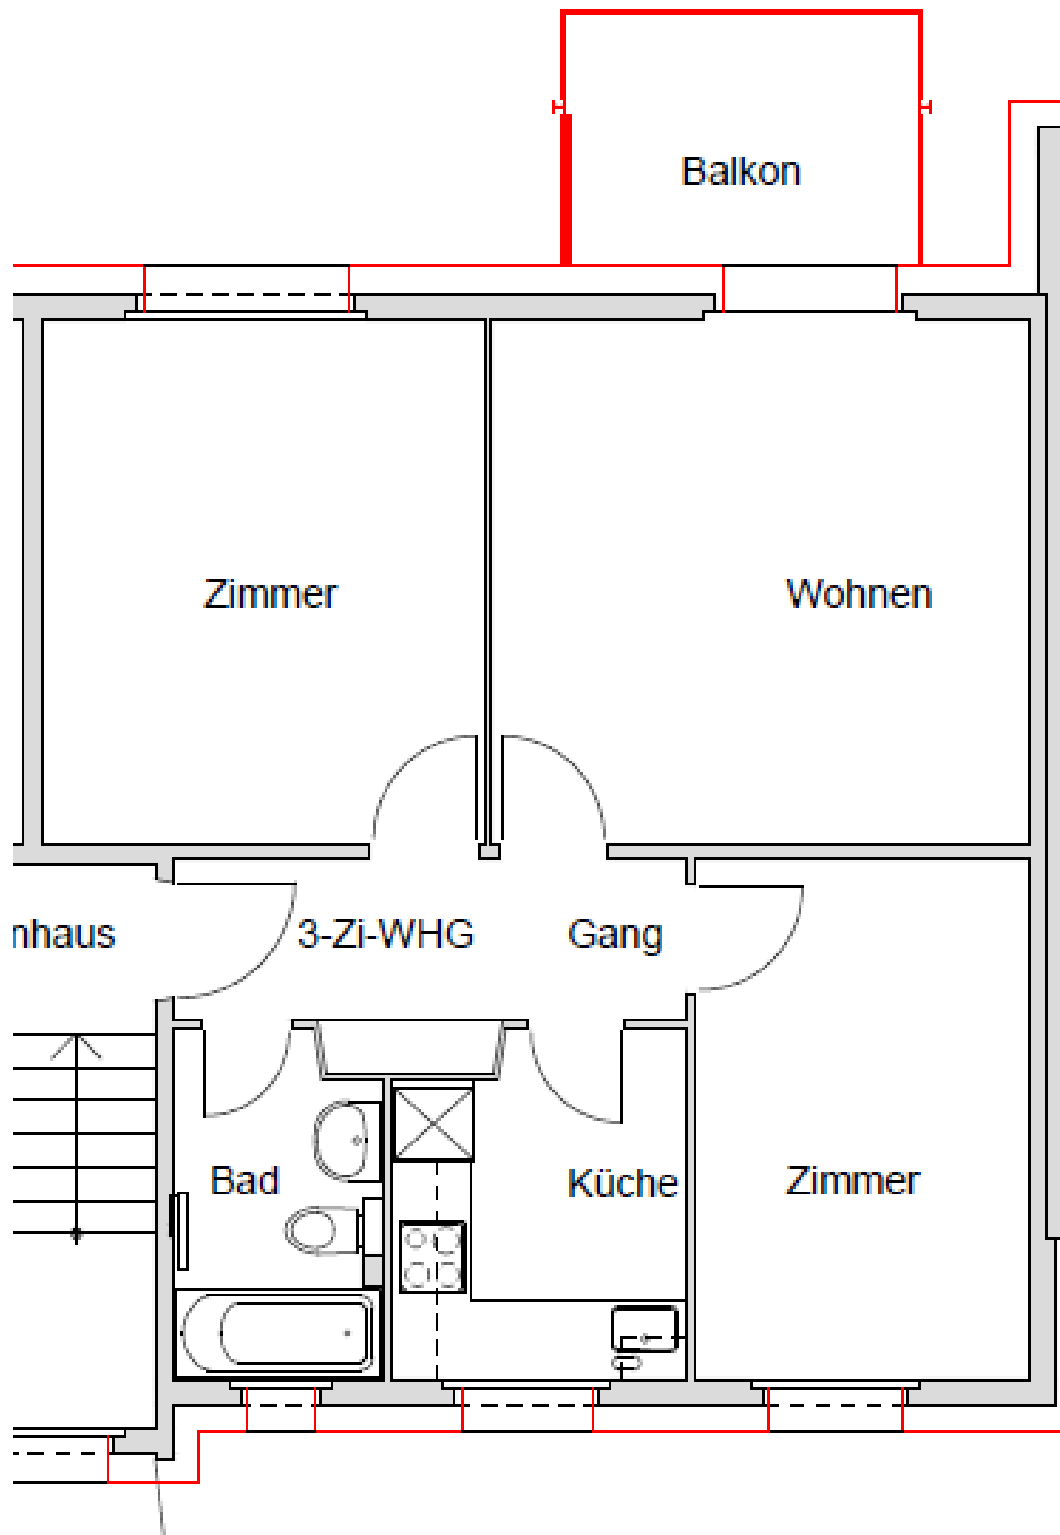 Balkon
Zimmer
Wohnen
nhaus
3-Zi-WHG
Gang
Bad
Küche
Zimmer